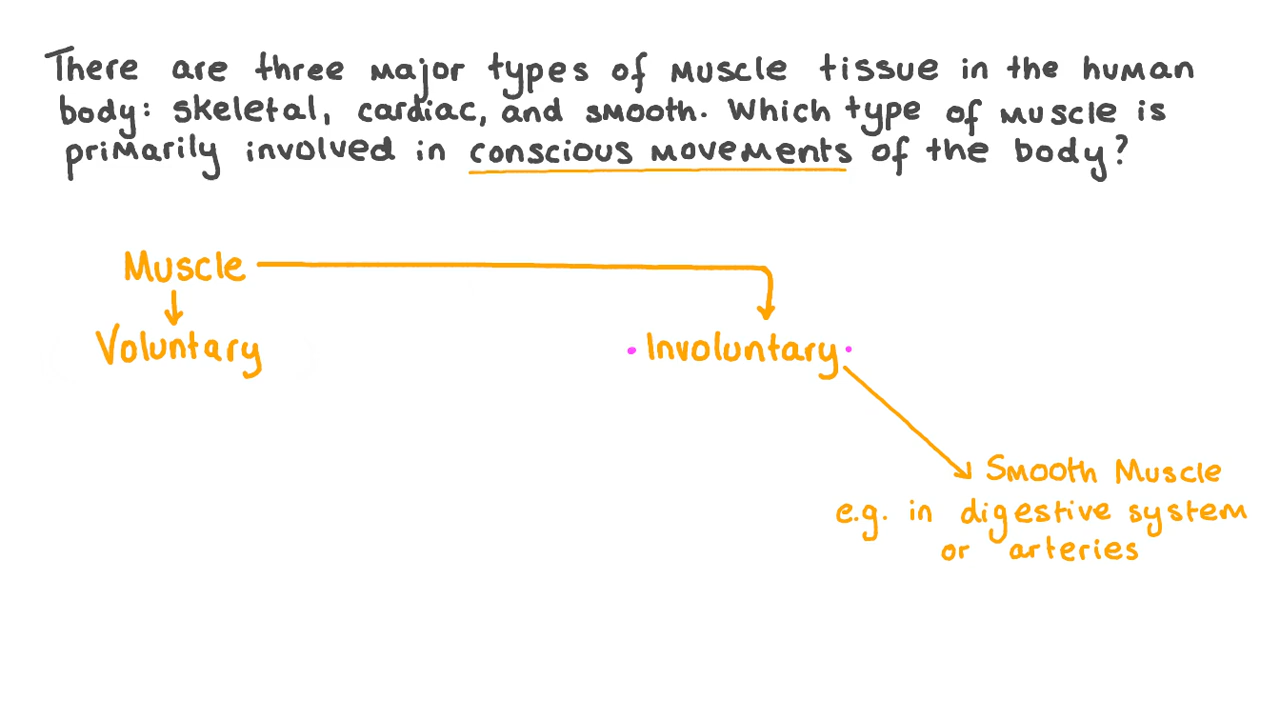 There are three major types of muscle tissue in the human
body: skeletal, cardiac, and smooth. Which type of muscle is
primarily involved in conscious movements of the body?
Muscle
Voluntary
Involuntary
Smooth Muscle
e.g. in digestive system
or arteries